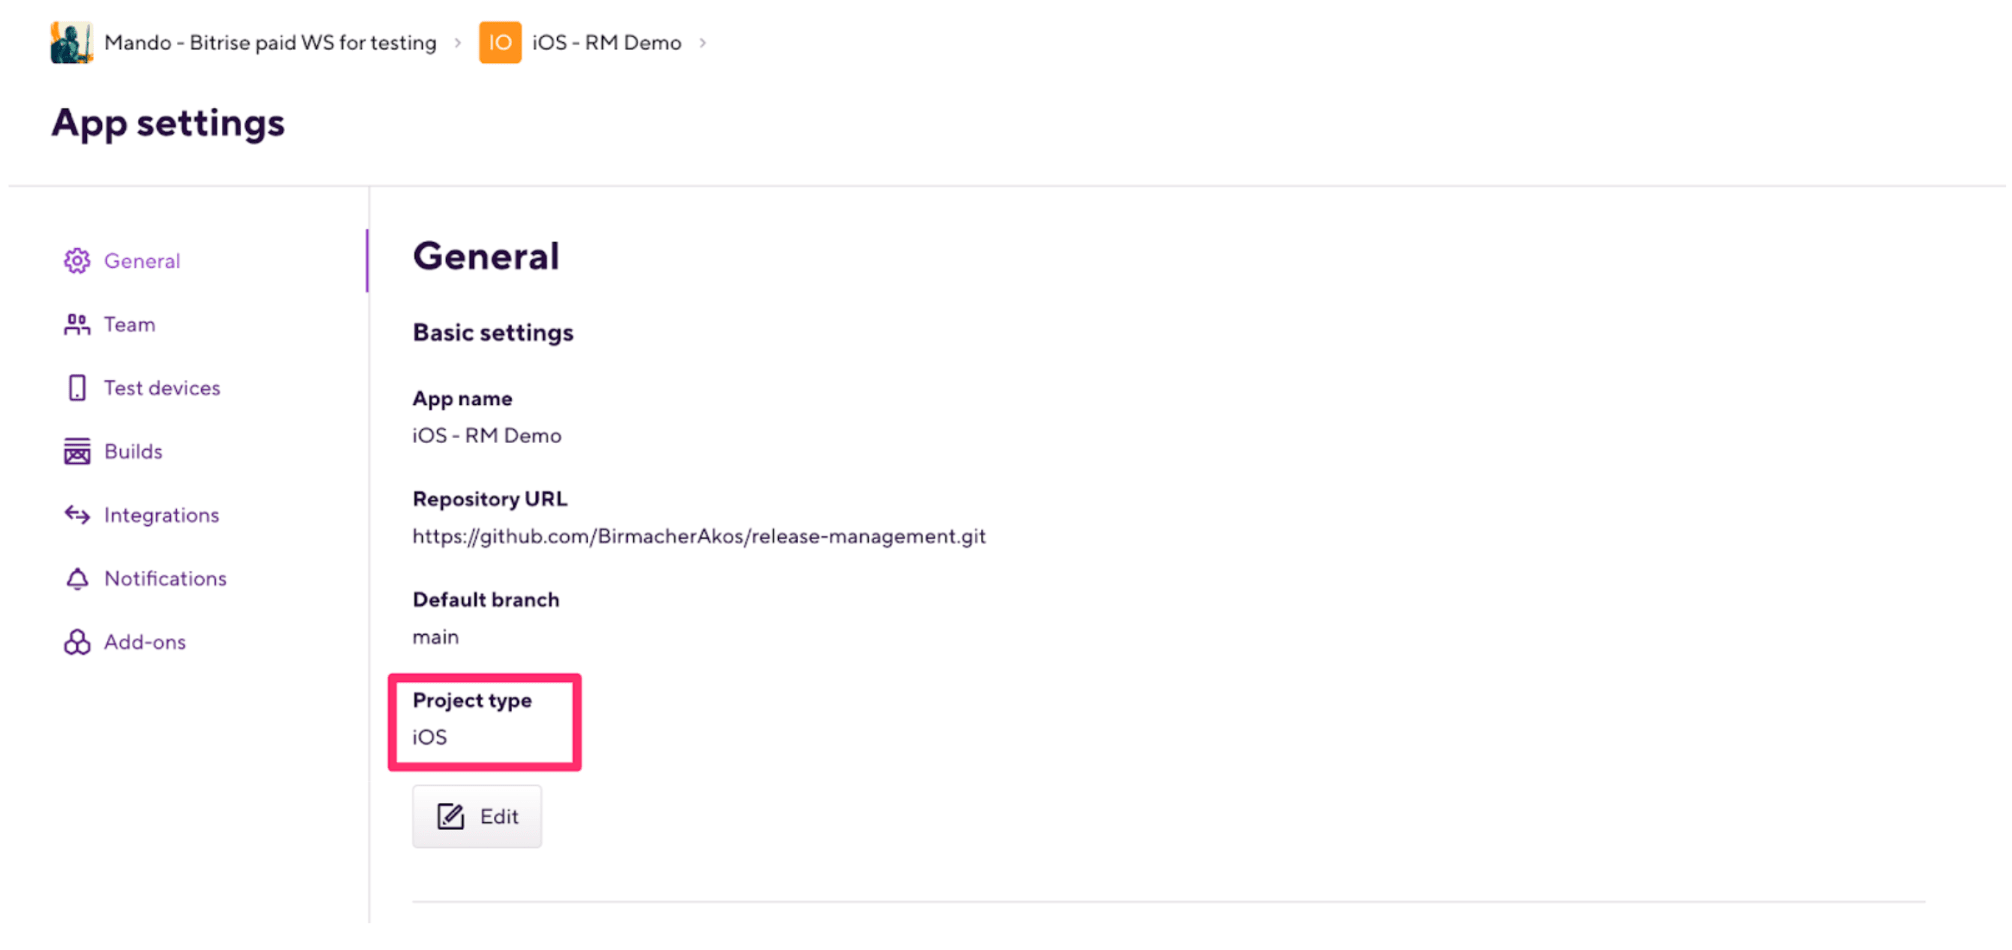 Mando - Bitrise paid WS for testing > IO iOS - RM Demo >
App settings
General
Team
Test devices
Builds
Integrations
Notifications
Add-ons
General
Basic settings
App name
iOS - RM Demo
Repository URL
https://github.com/BirmacherAkos/release-management.git
Default branch
main
Project type
iOS
Edit